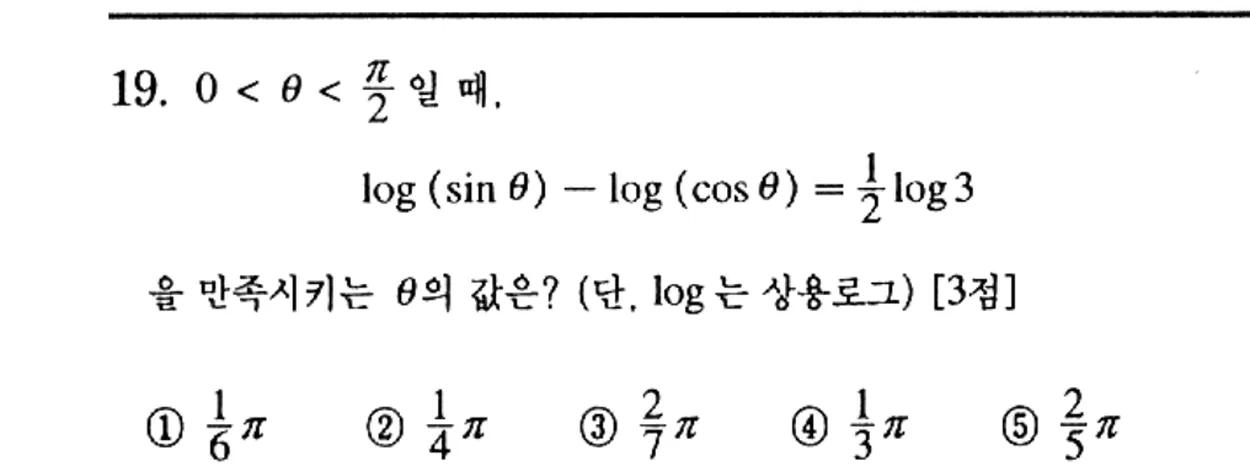 19. 0 < θ < π/2 일 때,
log (sin θ) − log (cos θ) = 1/2 log 3
을 만족시키는 θ의 값은? (단, log 는 상용로그) [3점]
① 1/6 π ② 1/4 π ③ 2/7 π ④ 1/3 π ⑤ 2/5 π